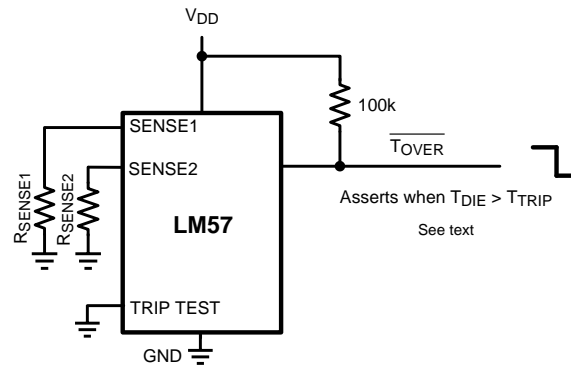 VDD
100k
SENSE1
TOVER
SENSE2
RSENSE1
RSENSE2
Asserts when TDIE > TTRIP
LM57
See text
TRIP TEST
GND